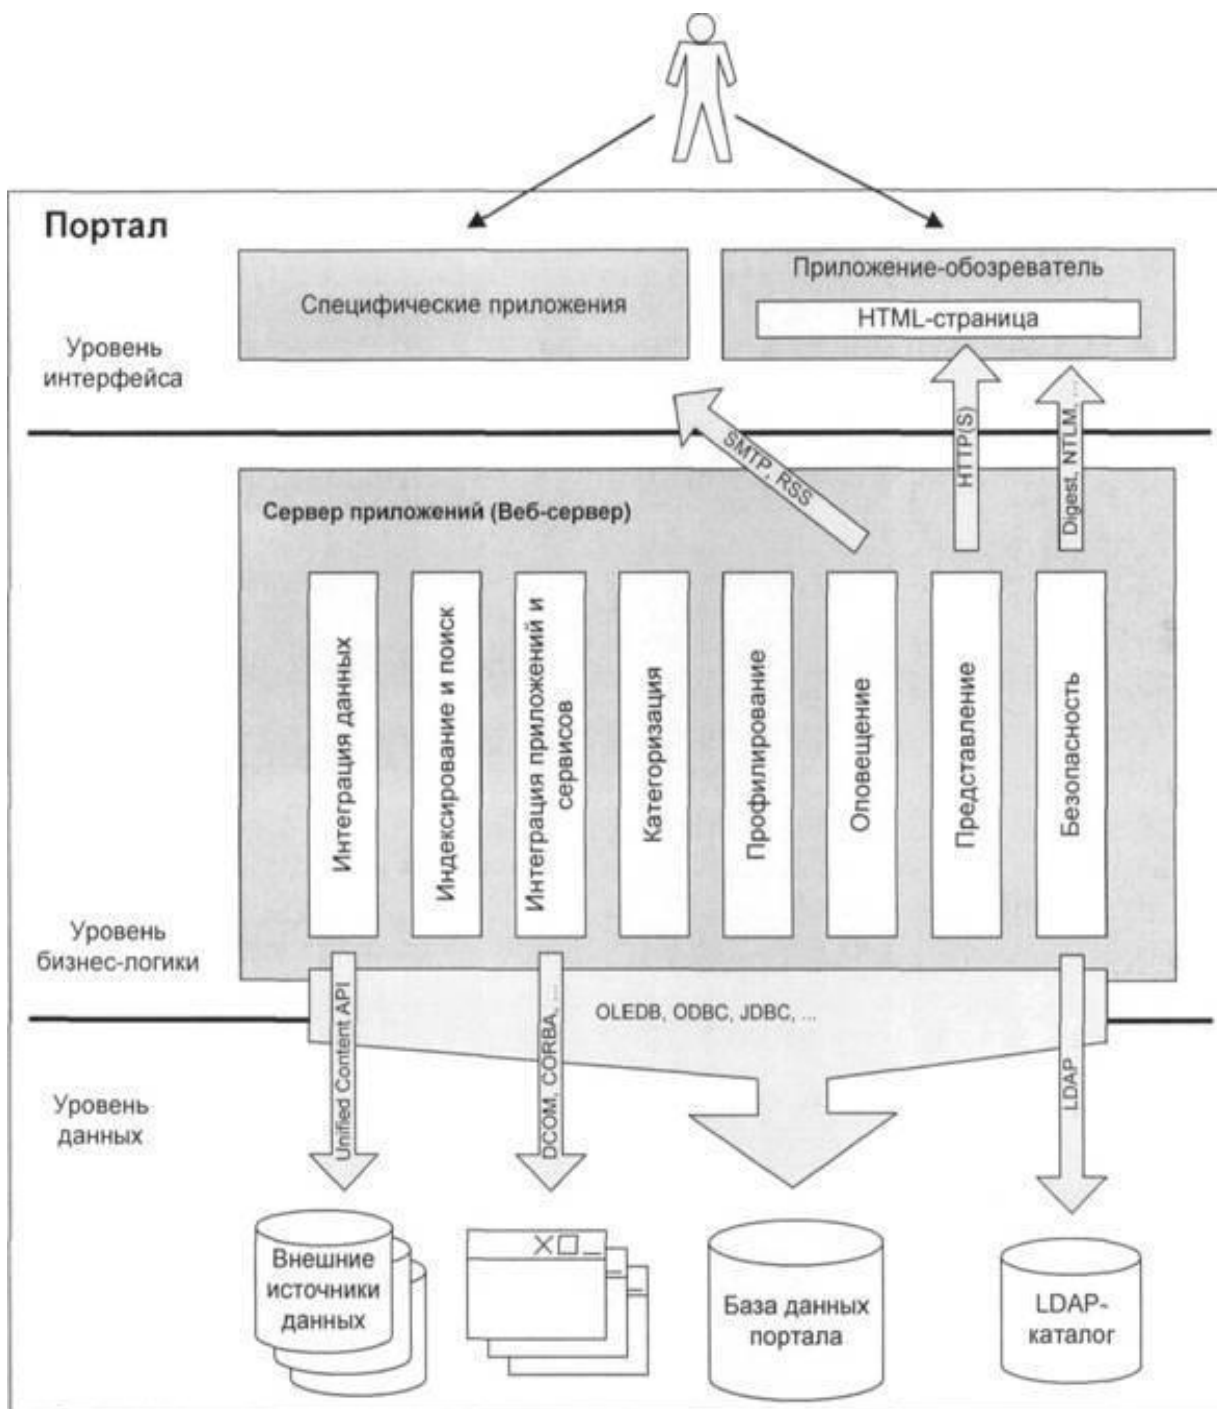 Портал
Специфические приложения
Приложение-обозреватель
HTML-страница
Уровень
интерфейса
SMTP, RSS
HTTP(S)
Digest, NTLM, ...
Сервер приложений (Веб-сервер)
Интеграция данных
Индексирование и поиск
Интеграция приложений и
сервисов
Категоризация
Профилирование
Оповещение
Представление
Безопасность
Уровень
бизнес-логики
Unified Content API
DCOM, CORBA, ...
OLEDB, ODBC, JDBC, ...
LDAP
Уровень
данных
Внешние
источники
данных
База данных
портала
LDAP-
каталог